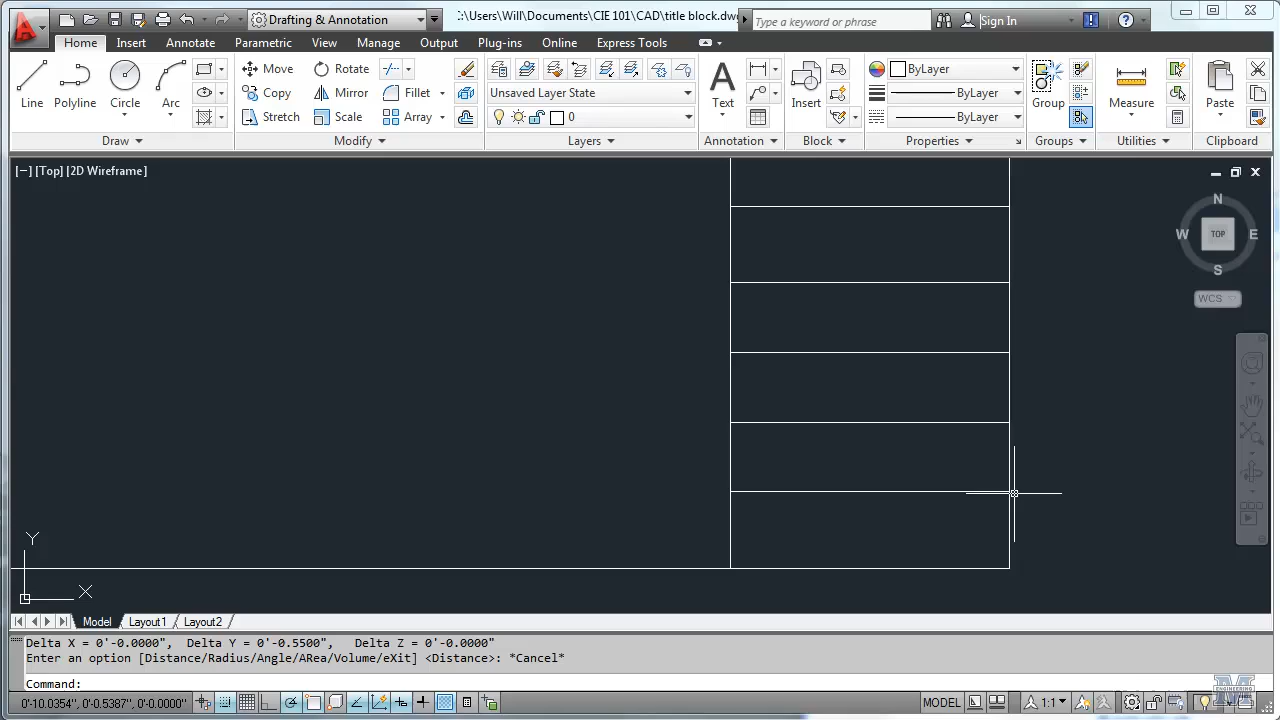 Drafting & Annotation
:\Users\Will\Documents\CIE 101\CAD\title block.dwg
Type a keyword or phrase
Sign In
Home Insert Annotate Parametric View Manage Output Plug-ins Online Express Tools
Line Polyline Circle Arc
Move Rotate
Copy Mirror Fillet
Stretch Scale Array
Unsaved Layer State
0
Text
Insert
ByLayer
ByLayer
ByLayer
Group
Measure
Paste
Draw Modify Layers Annotation Block Properties Groups Utilities Clipboard
[−] [Top] [2D Wireframe]
N
W TOP E
S
WCS
Y
X
Model Layout1 Layout2
Delta X = 0'-0.0000", Delta Y = 0'-0.5500", Delta Z = 0'-0.0000"
Enter an option [Distance/Radius/Angle/ARea/Volume/eXit] <Distance>: *Cancel*
Command:
0'-10.0354", 0'-0.5387", 0'-0.0000"
MODEL
1:1
ENGINEERING